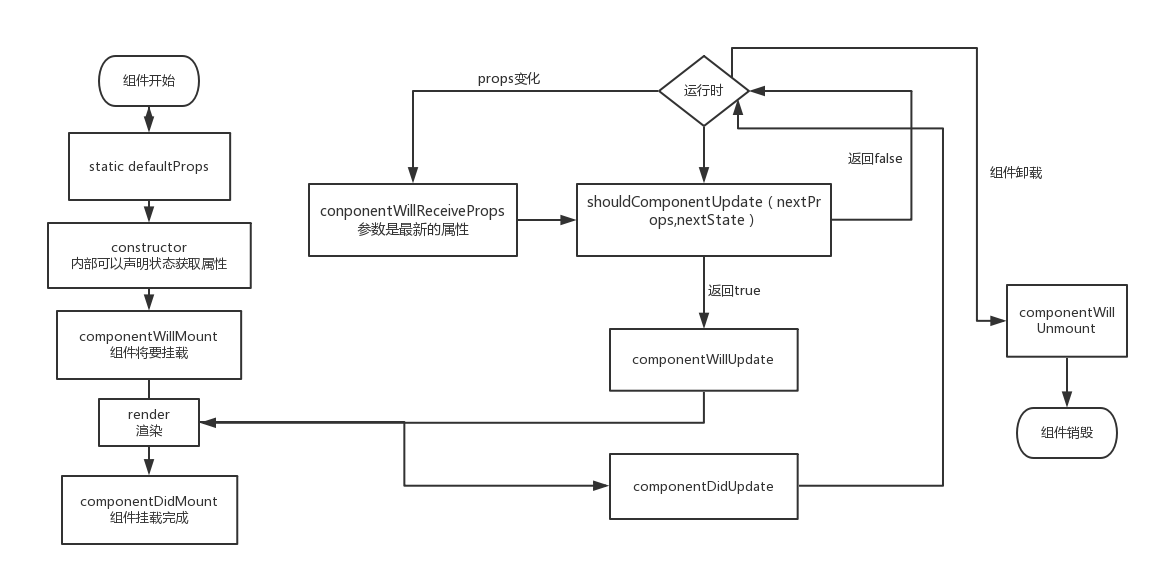 组件开始
static defaultProps
constructor
内部可以声明状态获取属性
componentWillMount
组件将要挂载
render
渲染
componentDidMount
组件挂载完成
props变化
运行时
conponentWillReceiveProps
参数是最新的属性
shouldComponentUpdate（nextPr
ops,nextState）
返回false
返回true
componentWillUpdate
componentDidUpdate
组件卸载
componentWill
Unmount
组件销毁